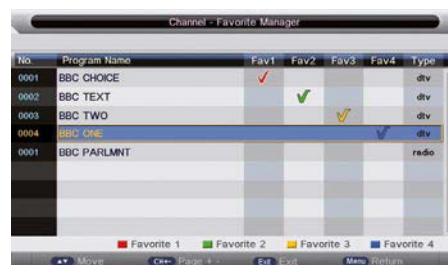 Channel - Favorite Manager
No. Program Name Fav1 Fav2 Fav3 Fav4 Type
0001 BBC CHOICE dtv
0002 BBC TEXT dtv
0003 BBC TWO dtv
0004 BBC ONE dtv
0001 BBC PARLMNT radio
Favorite 1 Favorite 2 Favorite 3 Favorite 4
Move CH+- Page + - Exit Exit Menu Return